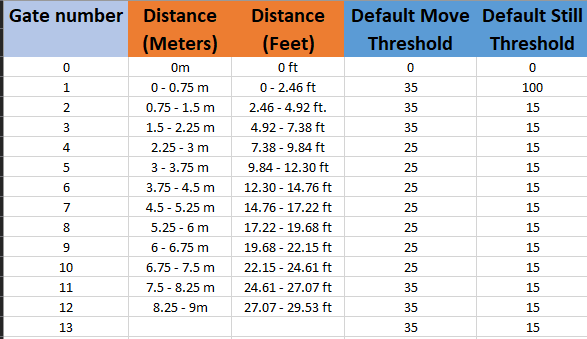 Gate number Distance (Meters) Distance (Feet) Default Move Threshold Default Still Threshold
0 0m 0 ft 0 0
1 0 - 0.75 m 0 - 2.46 ft 35 100
2 0.75 - 1.5 m 2.46 - 4.92 ft. 35 15
3 1.5 - 2.25 m 4.92 - 7.38 ft 35 15
4 2.25 - 3 m 7.38 - 9.84 ft 25 15
5 3 - 3.75 m 9.84 - 12.30 ft 25 15
6 3.75 - 4.5 m 12.30 - 14.76 ft 25 15
7 4.5 - 5.25 m 14.76 - 17.22 ft 25 15
8 5.25 - 6 m 17.22 - 19.68 ft 25 15
9 6 - 6.75 m 19.68 - 22.15 ft 25 15
10 6.75 - 7.5 m 22.15 - 24.61 ft 25 15
11 7.5 - 8.25 m 24.61 - 27.07 ft 35 15
12 8.25 - 9m 27.07 - 29.53 ft 35 15
13 35 15